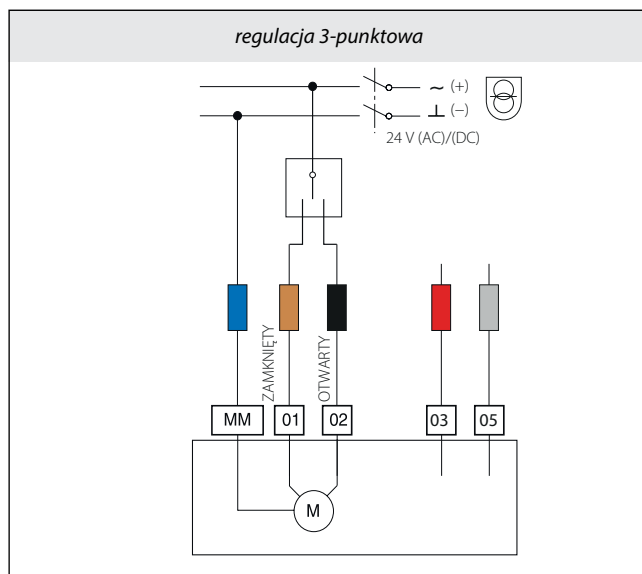 regulacja 3-punktowa
~ (+)
⊥ (−)
24 V (AC)/(DC)
ZAMKNIĘTY
OTWARTY
MM 01 02 03 05
M